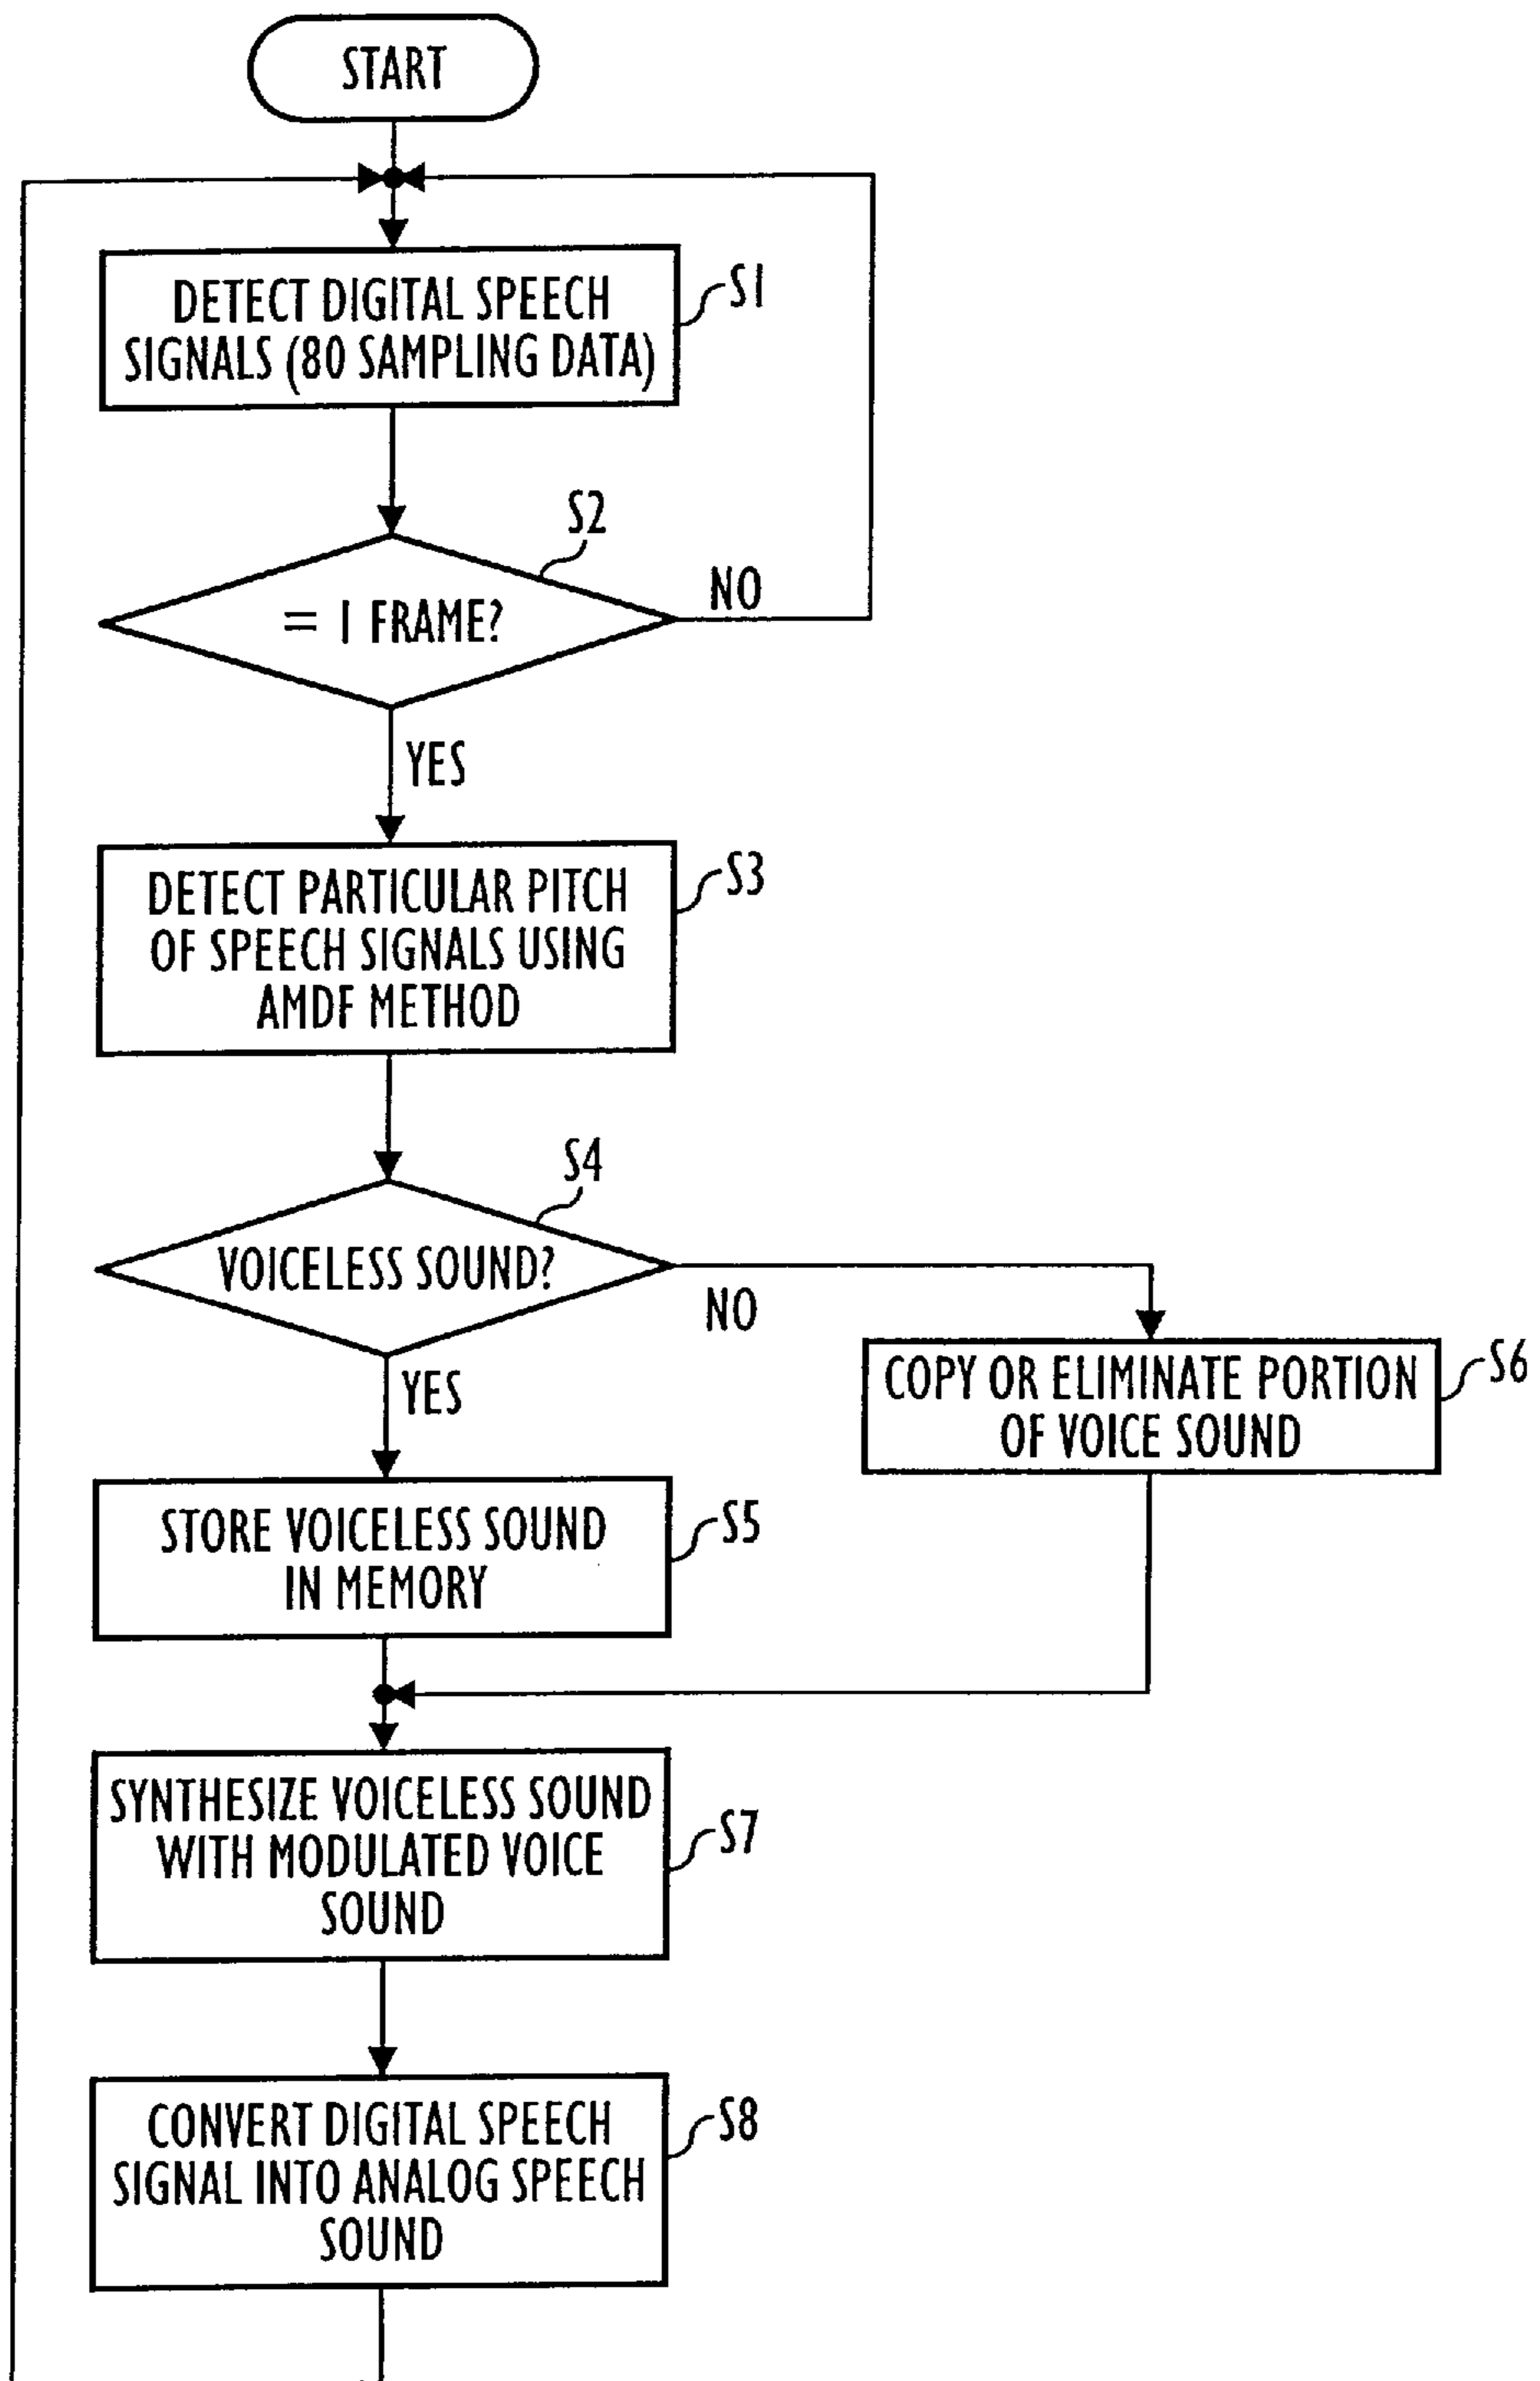 START
DETECT DIGITAL SPEECH
SIGNALS (80 SAMPLING DATA)
S1
S2
= 1 FRAME?
NO
YES
DETECT PARTICULAR PITCH
OF SPEECH SIGNALS USING
AMDF METHOD
S3
S4
VOICELESS SOUND?
NO
YES
COPY OR ELIMINATE PORTION
OF VOICE SOUND
S6
STORE VOICELESS SOUND
IN MEMORY
S5
SYNTHESIZE VOICELESS SOUND
WITH MODULATED VOICE
SOUND
S7
CONVERT DIGITAL SPEECH
SIGNAL INTO ANALOG SPEECH
SOUND
S8